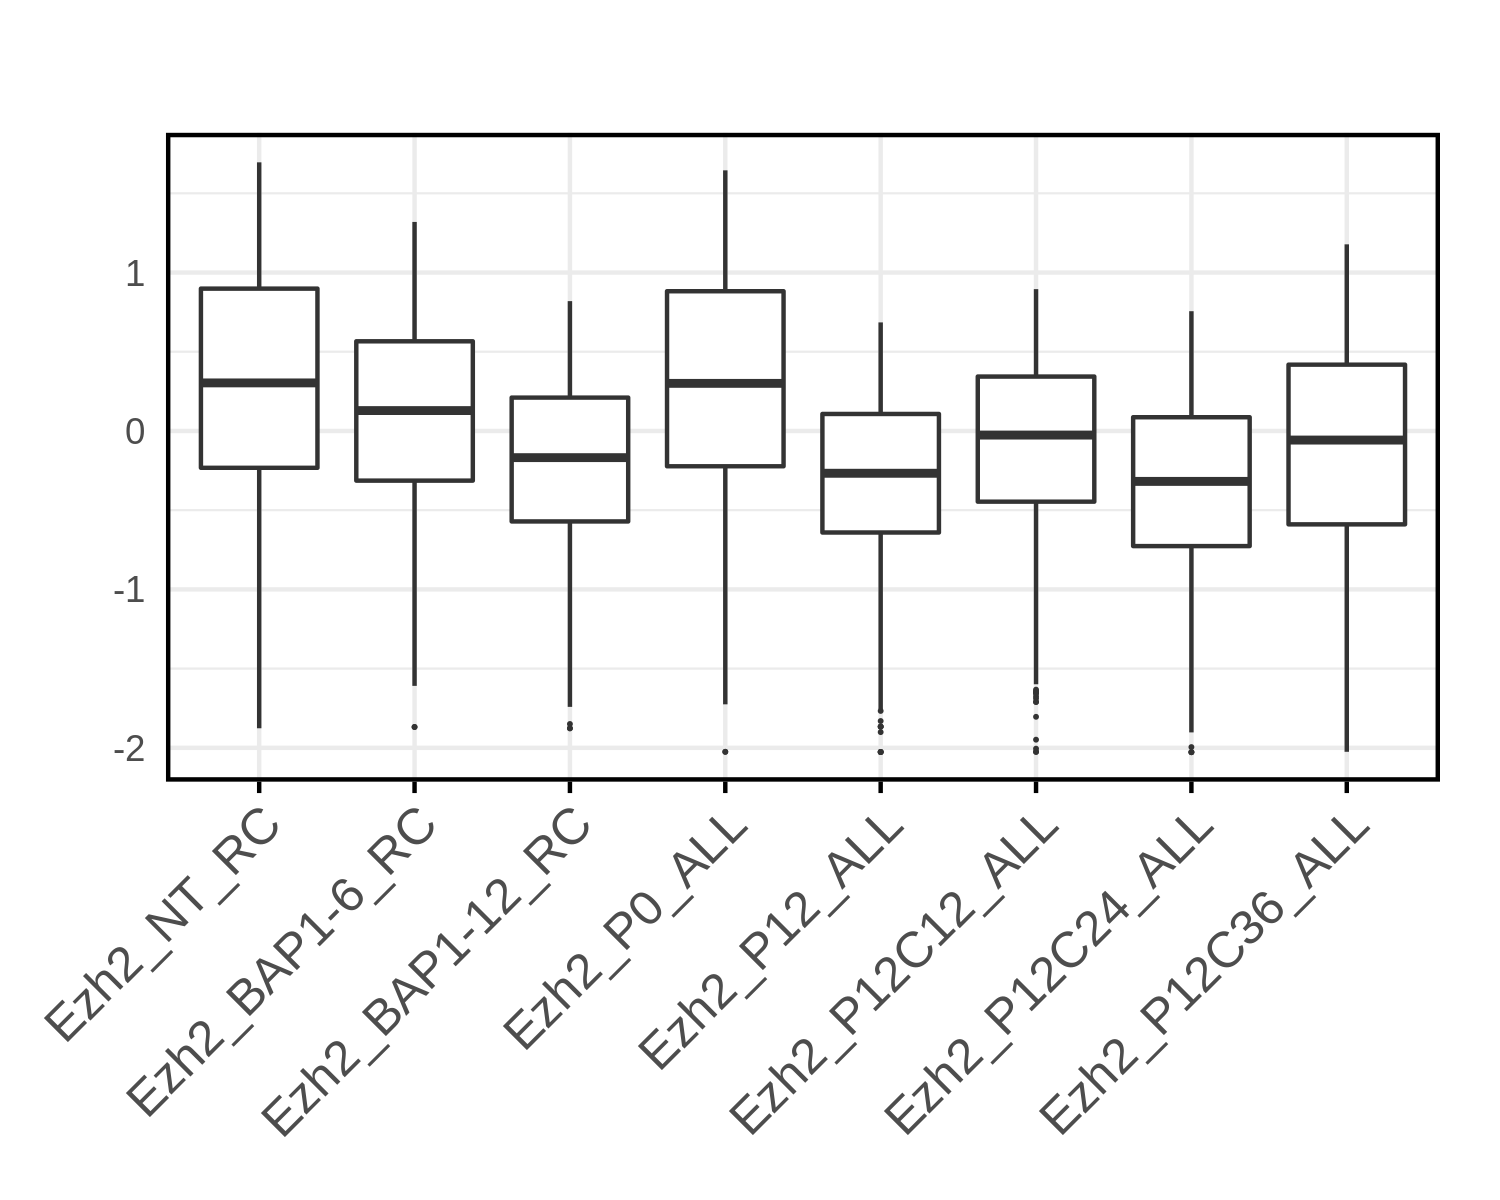 1
0
-1
-2
Ezh2_NT_RC
Ezh2_BAP1-6_RC
Ezh2_BAP1-12_RC
Ezh2_P0_ALL
Ezh2_P12_ALL
Ezh2_P12C12_ALL
Ezh2_P12C24_ALL
Ezh2_P12C36_ALL